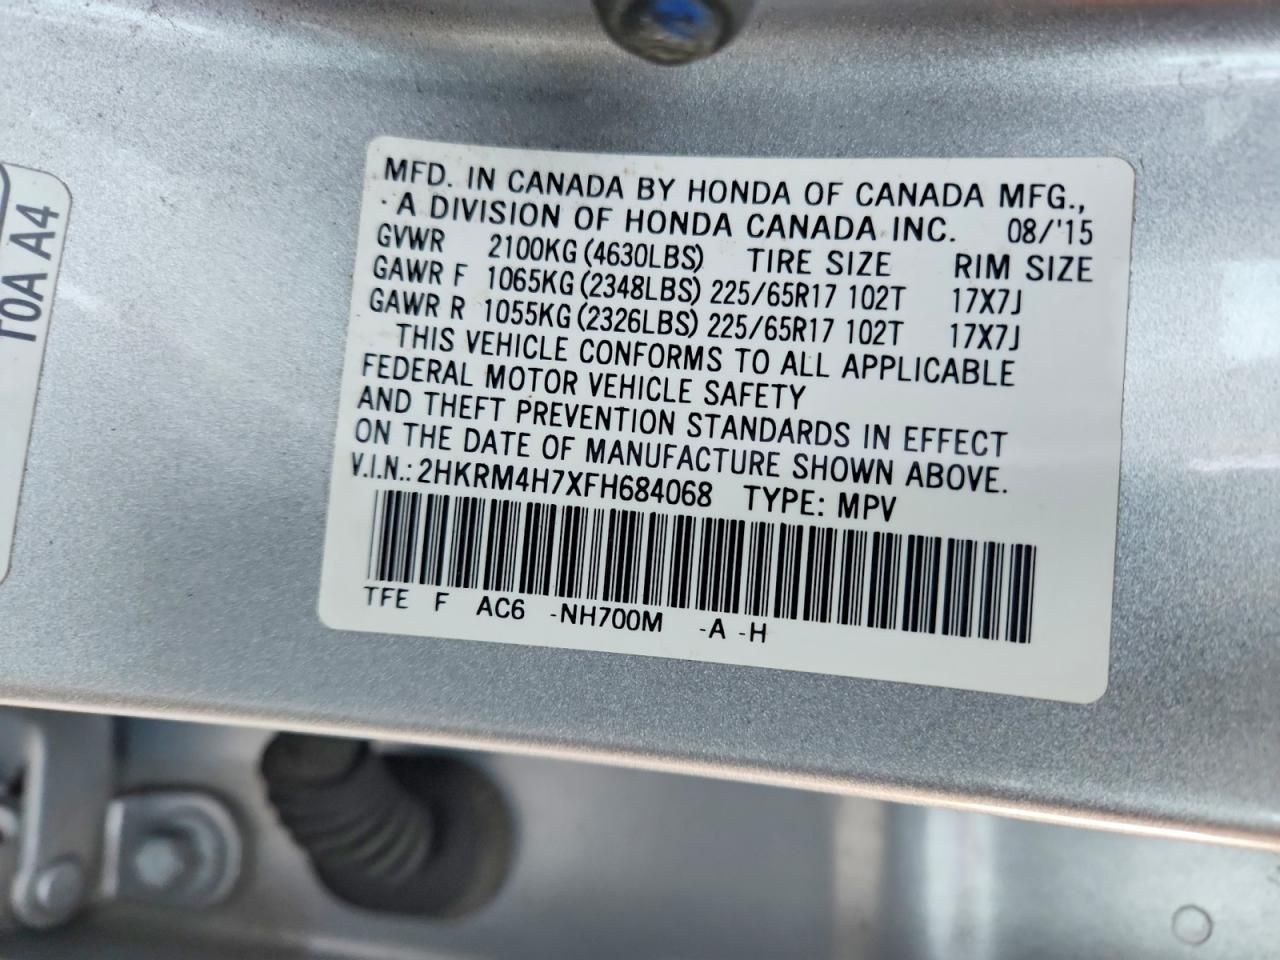 MFD. IN CANADA BY HONDA OF CANADA MFG.,
A DIVISION OF HONDA CANADA INC. 08/'15
GVWR 2100KG (4630LBS) TIRE SIZE RIM SIZE
GAWR F 1065KG (2348LBS) 225/65R17 102T 17X7J
GAWR R 1055KG (2326LBS) 225/65R17 102T 17X7J
THIS VEHICLE CONFORMS TO ALL APPLICABLE
FEDERAL MOTOR VEHICLE SAFETY
AND THEFT PREVENTION STANDARDS IN EFFECT
ON THE DATE OF MANUFACTURE SHOWN ABOVE.
V.I.N.: 2HKRM4H7XFH684068 TYPE: MPV
TFE F AC6 -NH700M -A -H
T0A A4